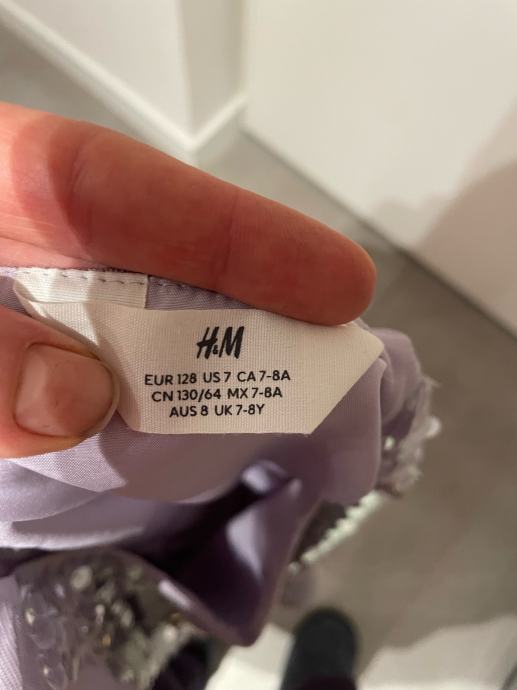 H&M
EUR 128 US 7 CA 7-8A
CN 130/64 MX 7-8A
AUS 8 UK 7-8Y